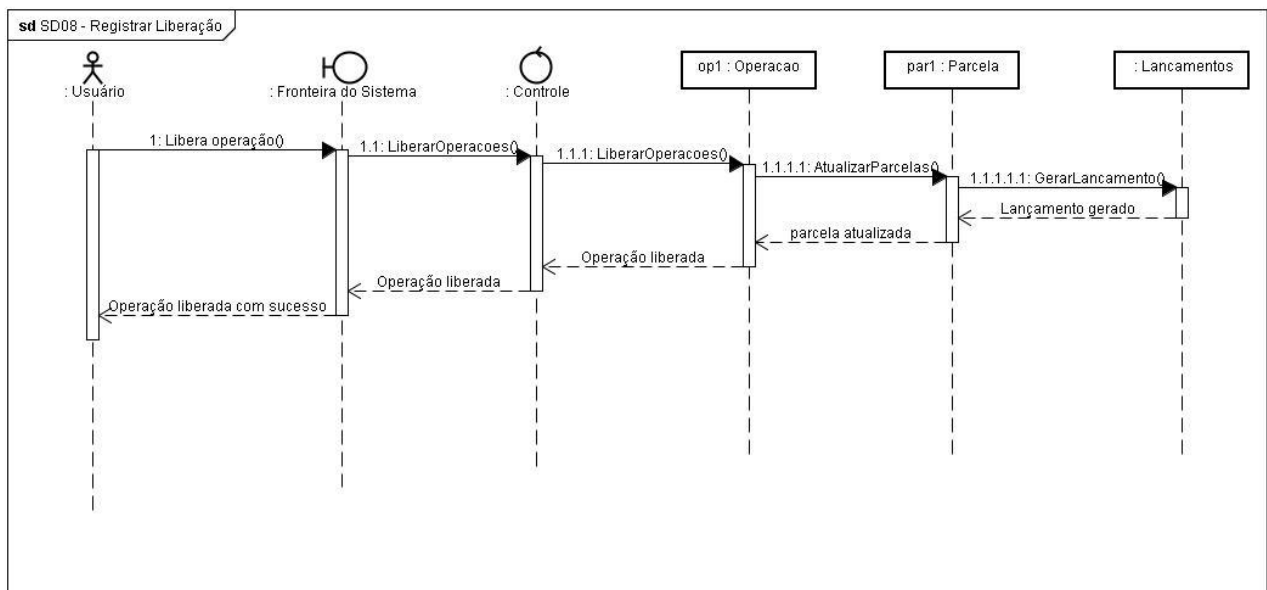 sd SD08 - Registrar Liberação
: Usuário
: Fronteira do Sistema
: Controle
op1 : Operacao
par1 : Parcela
: Lancamentos
1: Libera operação()
1.1: LiberarOperacoes()
1.1.1: LiberarOperacoes()
1.1.1.1: AtualizarParcelas()
1.1.1.1.1: GerarLancamento()
Lançamento gerado
parcela atualizada
Operação liberada
Operação liberada
Operação liberada com sucesso